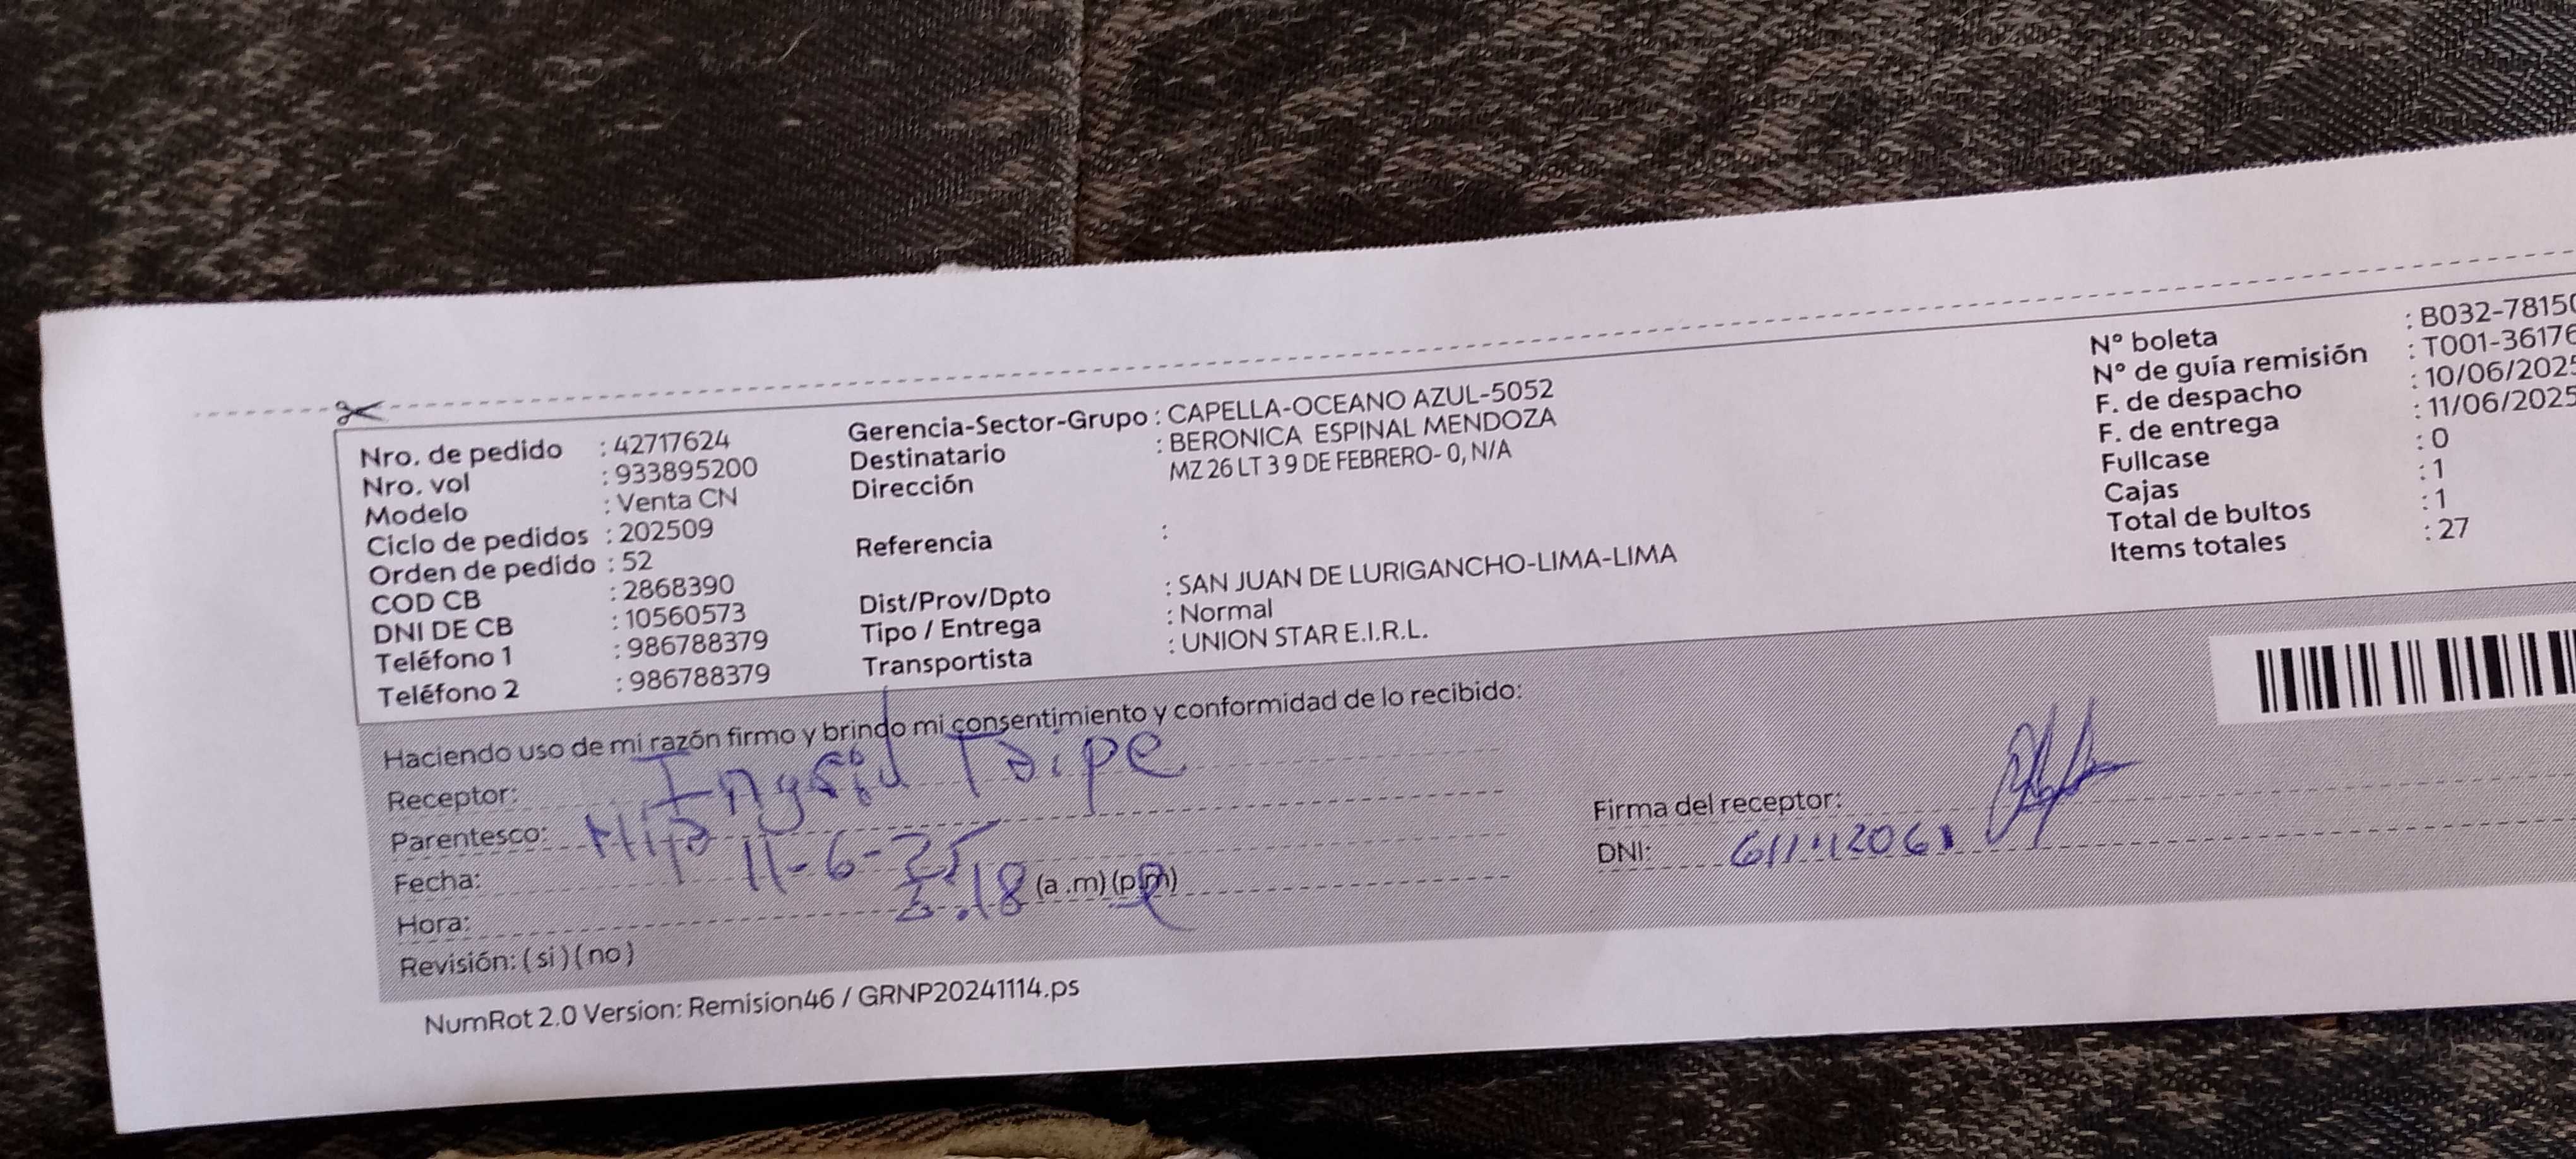 Nro. de pedido : 42717624
Nro. vol : 933895200
Modelo : Venta CN
Ciclo de pedidos : 202509
Orden de pedido : 52
COD CB : 2868390
DNI DE CB : 10560573
Teléfono 1 : 986788379
Teléfono 2 : 986788379
Gerencia-Sector-Grupo : CAPELLA-OCEANO AZUL-5052
Destinatario : BERONICA ESPINAL MENDOZA
Dirección MZ 26 LT 3 9 DE FEBRERO- 0, N/A
Referencia :
Dist/Prov/Dpto : SAN JUAN DE LURIGANCHO-LIMA-LIMA
Tipo / Entrega : Normal
Transportista : UNION STAR E.I.R.L.
N° boleta : B032-78150
N° de guía remisión : T001-36176
F. de despacho : 10/06/2025
F. de entrega : 11/06/2025
Fullcase : 0
Cajas : 1
Total de bultos : 1
Items totales : 27
Haciendo uso de mi razón firmo y brindo mi consentimiento y conformidad de lo recibido:
Receptor: Ingrid Taipe
Parentesco: Hija
Fecha: 11-6-25
Hora: :18 (a .m) (p.m)
Revisión: ( si ) ( no )
Firma del receptor:
DNI:
NumRot 2.0 Version: Remision46 / GRNP20241114.ps